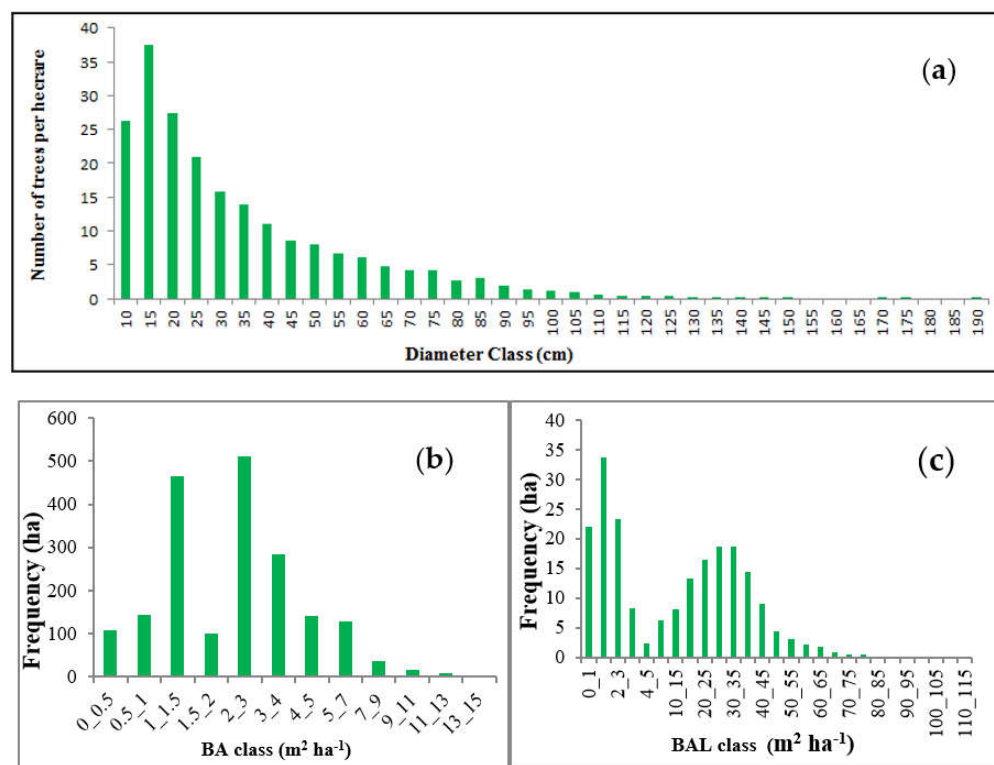 (a)
Number of trees per hecrare
40
35
30
25
20
15
10
5
0
10 15 20 25 30 35 40 45 50 55 60 65 70 75 80 85 90 95 100 105 110 115 120 125 130 135 140 145 150 155 160 165 170 175 180 185 190
Diameter Class (cm)
(b)
Frequency (ha)
600
500
400
300
200
100
0
0_0.5 0.5_1 1_1.5 1.5_2 2_3 3_4 4_5 5_7 7_9 9_11 11_13 13_15
BA class (m² ha⁻¹)
(c)
Frequency (ha)
40
35
30
25
20
15
10
5
0
0_1 2_3 4_5 10_15 20_25 30_35 40_45 50_55 60_65 70_75 80_85 90_95 100_105 110_115
BAL class (m² ha⁻¹)